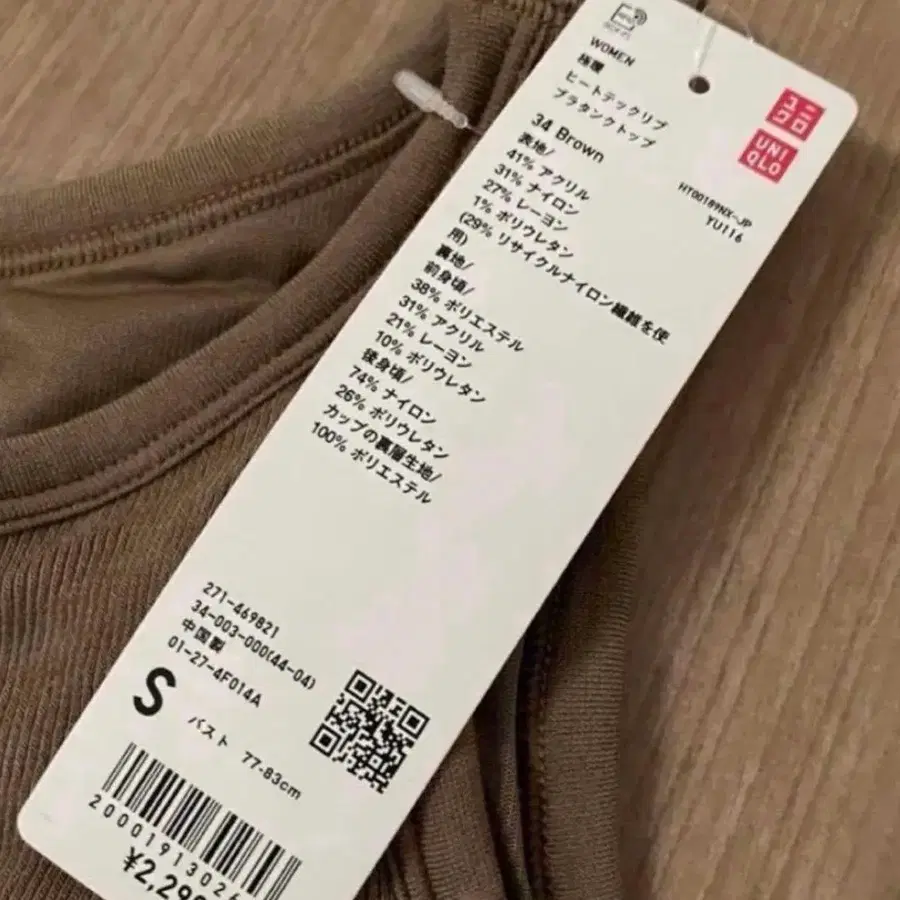 WOMEN
極暖
ヒートテックリブ
ブラタンクトップ
ユニクロ
UNIQLO
34 Brown
HT00189NX-JP
YU116
表地/
41% アクリル
31% ナイロン
27% レーヨン
1% ポリウレタン
(29% リサイクルナイロン繊維を使
用)
裏地/
前身頃/
38% ポリエステル
31% アクリル
21% レーヨン
10% ポリウレタン
後身頃/
74% ナイロン
26% ポリウレタン
カップの裏層生地/
100% ポリエステル
271-469821
34-003-000(44-04)
中国製
01-27-4F014A
S
バスト 77-83cm
20001913026
¥2,29